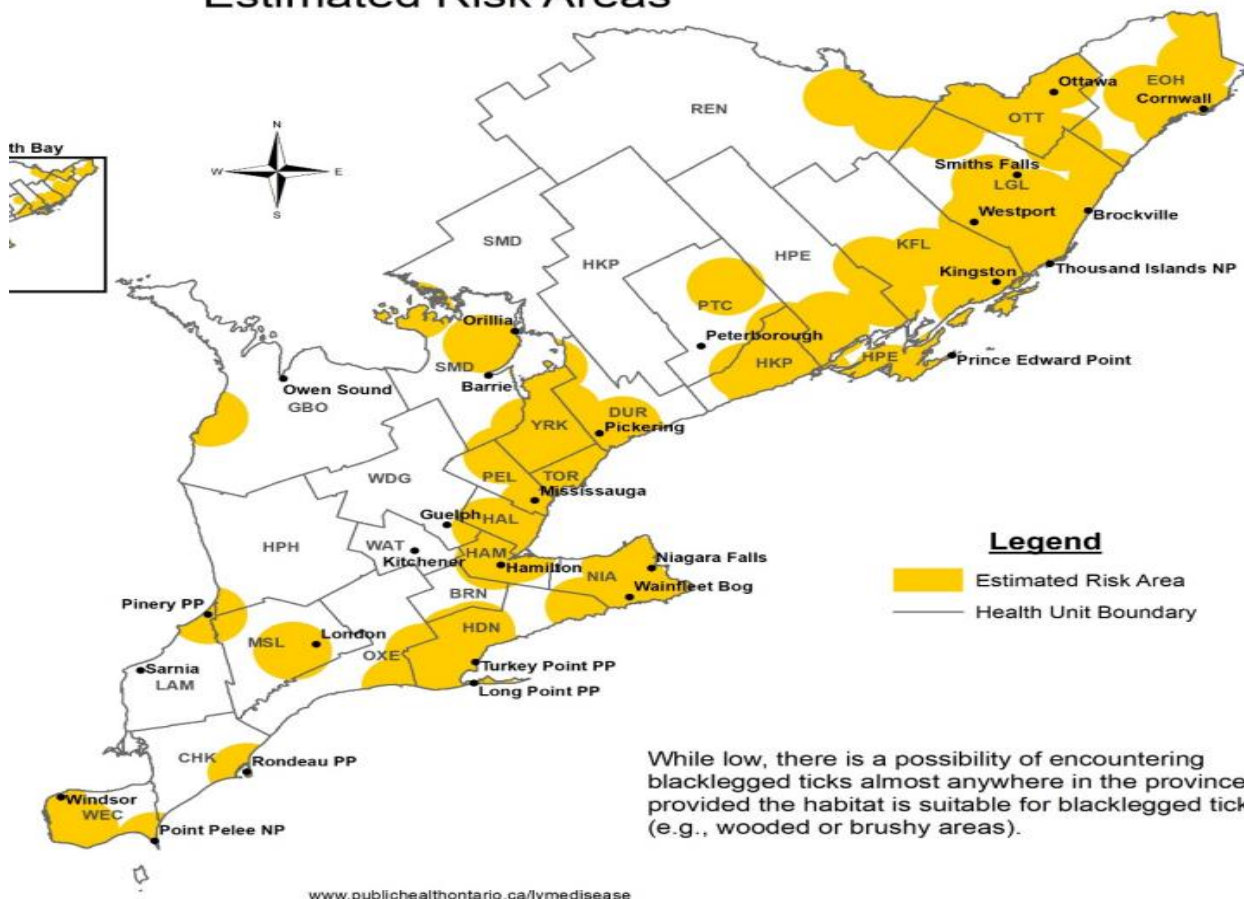 Estimated Risk Areas
th Bay
N
W
E
S
REN
Ottawa
EOH
OTT
Cornwall
Smiths Falls
LGL
Westport
Brockville
SMD
HKP
HPE
KFL
Kingston
Thousand Islands NP
PTC
Orillia
Peterborough
HKP
HPE
Prince Edward Point
SMD
Barrie
Owen Sound
GBO
DUR
YRK
Pickering
WDG
PEL
TOR
Mississauga
Guelph
HAL
HPH
WAT
Kitchener
HAM
Hamilton
NIA
Niagara Falls
Wainfleet Bog
BRN
Pinery PP
HDN
MSL
London
OXE
Turkey Point PP
Sarnia
LAM
Long Point PP
CHK
Rondeau PP
Windsor
WEC
Point Pelee NP
Legend
Estimated Risk Area
Health Unit Boundary
While low, there is a possibility of encountering
blacklegged ticks almost anywhere in the province
provided the habitat is suitable for blacklegged tick
(e.g., wooded or brushy areas).
www.publichealthontario.ca/lymedisease